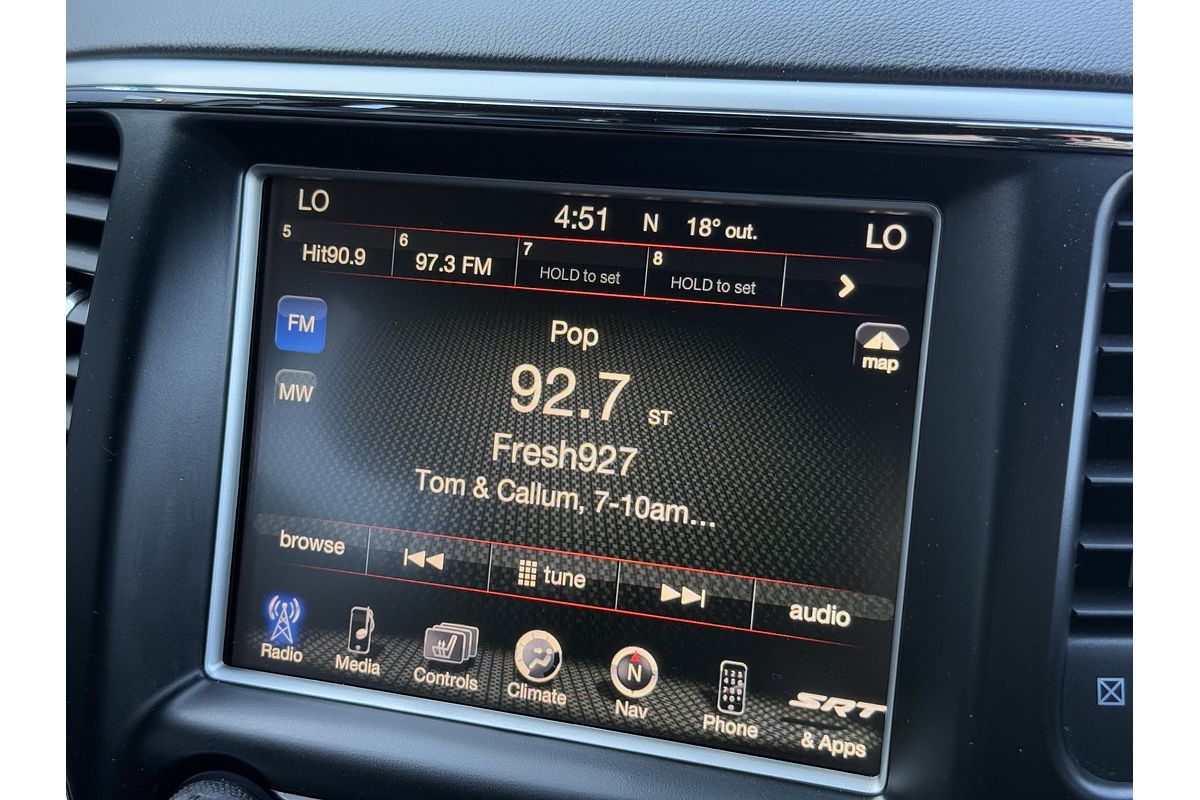 LO 4:51 N 18° out. LO
5 Hit90.9 6 97.3 FM 7 HOLD to set 8 HOLD to set
FM
Pop
map
92.7 ST
MW
Fresh927
Tom & Callum, 7-10am...
browse tune audio
Radio Media Controls Climate N Nav Phone SRT & Apps